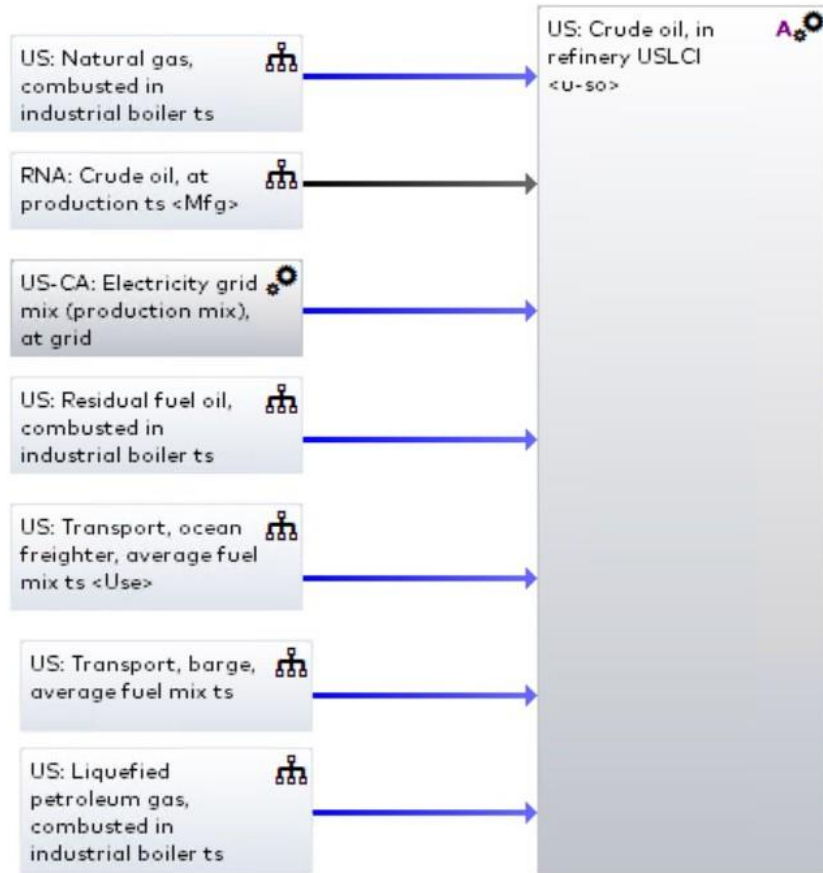 US: Natural gas,
combusted in
industrial boiler ts
RNA: Crude oil, at
production ts <Mfg>
US-CA: Electricity grid
mix (production mix),
at grid
US: Residual fuel oil,
combusted in
industrial boiler ts
US: Transport, ocean
freighter, average fuel
mix ts <Use>
US: Transport, barge,
average fuel mix ts
US: Liquefied
petroleum gas,
combusted in
industrial boiler ts
US: Crude oil, in
refinery USLCI
<u-so>
A